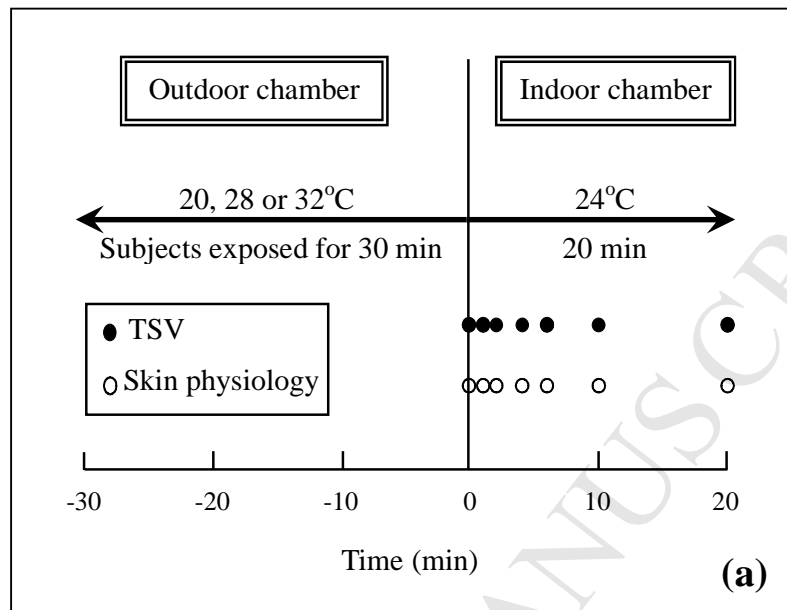 Outdoor chamber
Indoor chamber
20, 28 or 32°C
24°C
Subjects exposed for 30 min
20 min
TSV
Skin physiology
-30
-20
-10
0
10
20
Time (min)
(a)
NUSCR